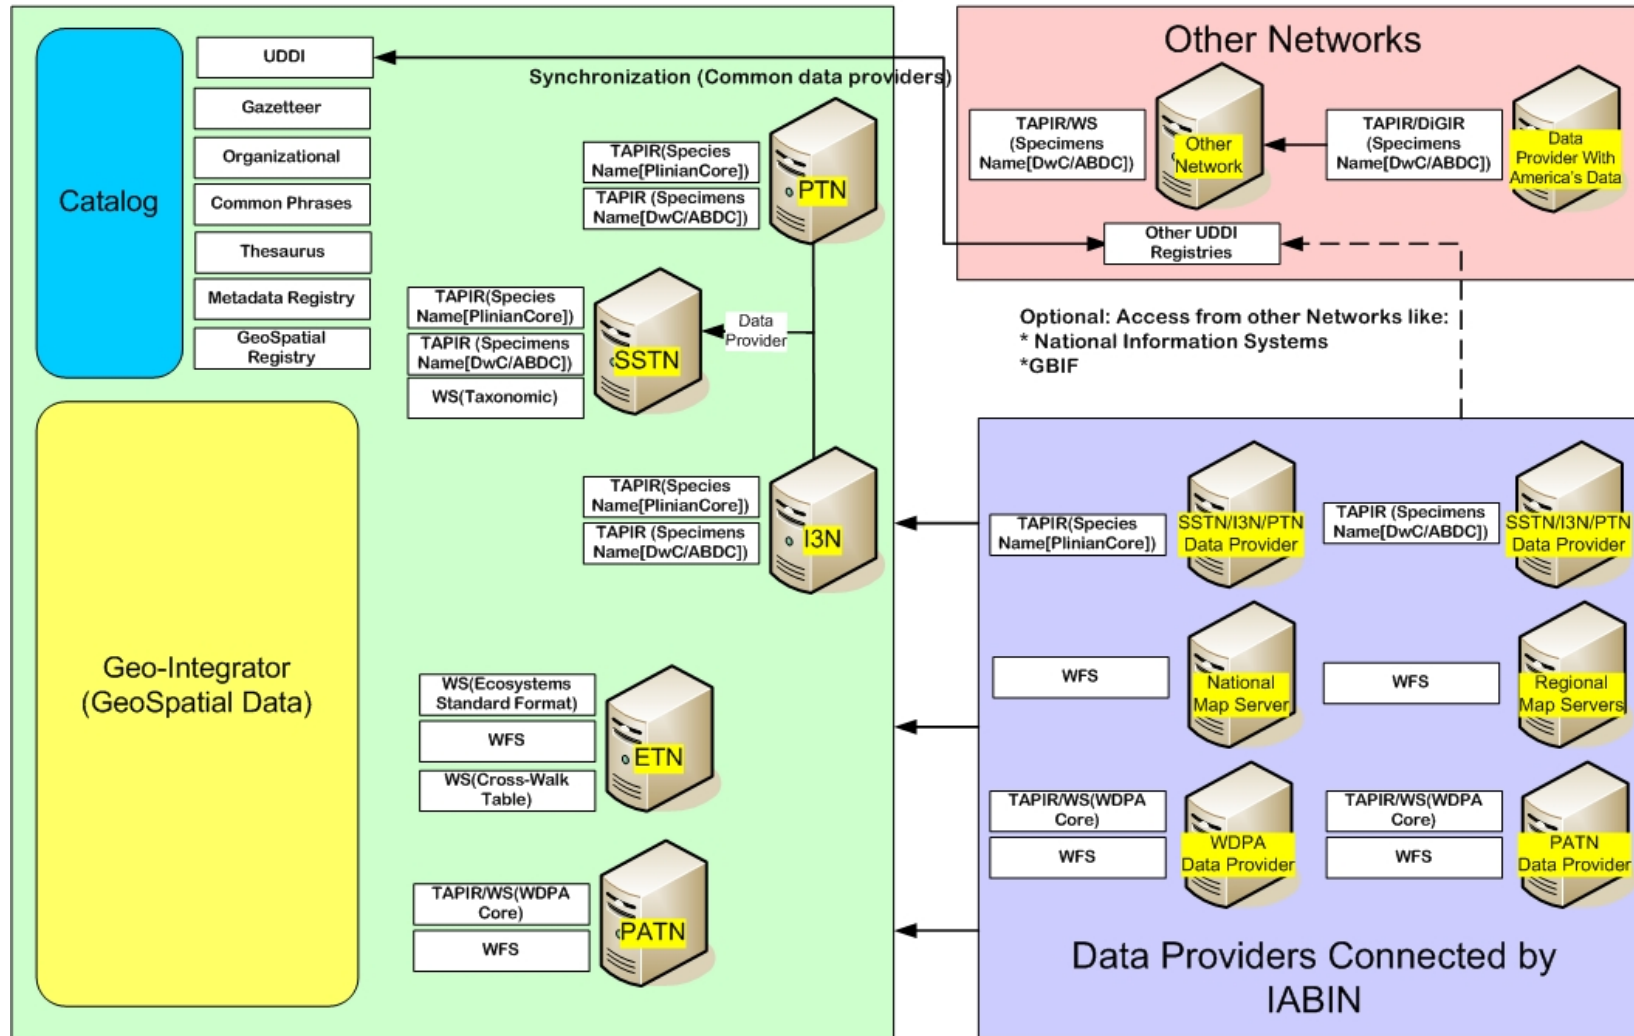 Catalog
UDDI
Gazetteer
Organizational
Common Phrases
Thesaurus
Metadata Registry
GeoSpatial
Registry
Geo-Integrator
(GeoSpatial Data)
Synchronization (Common data providers)
TAPIR(Species
Name[PlinianCore])
TAPIR (Specimens
Name[DwC/ABDC])
PTN
TAPIR(Species
Name[PlinianCore])
TAPIR (Specimens
Name[DwC/ABDC])
WS(Taxonomic)
SSTN
Data
Provider
TAPIR(Species
Name[PlinianCore])
TAPIR (Specimens
Name[DwC/ABDC])
I3N
WS(Ecosystems
Standard Format)
WFS
WS(Cross-Walk
Table)
ETN
TAPIR/WS(WDPA
Core)
WFS
PATN
Other Networks
TAPIR/WS
(Specimens
Name[DwC/ABDC])
Other
Network
TAPIR/DiGIR
(Specimens
Name[DwC/ABDC])
Data
Provider With
America's Data
Other UDDI
Registries
Optional: Access from other Networks like:
* National Information Systems
*GBIF
TAPIR(Species
Name[PlinianCore])
SSTN/I3N/PTN
Data Provider
TAPIR (Specimens
Name[DwC/ABDC])
SSTN/I3N/PTN
Data Provider
WFS
National
Map Server
WFS
Regional
Map Servers
TAPIR/WS(WDPA
Core)
WFS
WDPA
Data Provider
TAPIR/WS(WDPA
Core)
WFS
PATN
Data Provider
Data Providers Connected by
IABIN